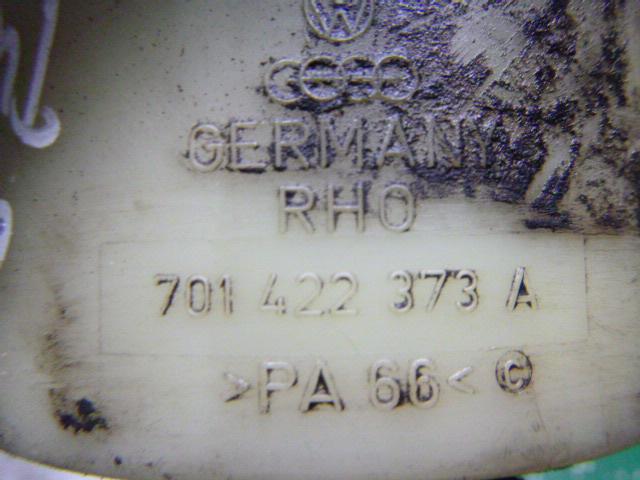 GERMANY
RHO
701 422 373 A
>PA 66< ©